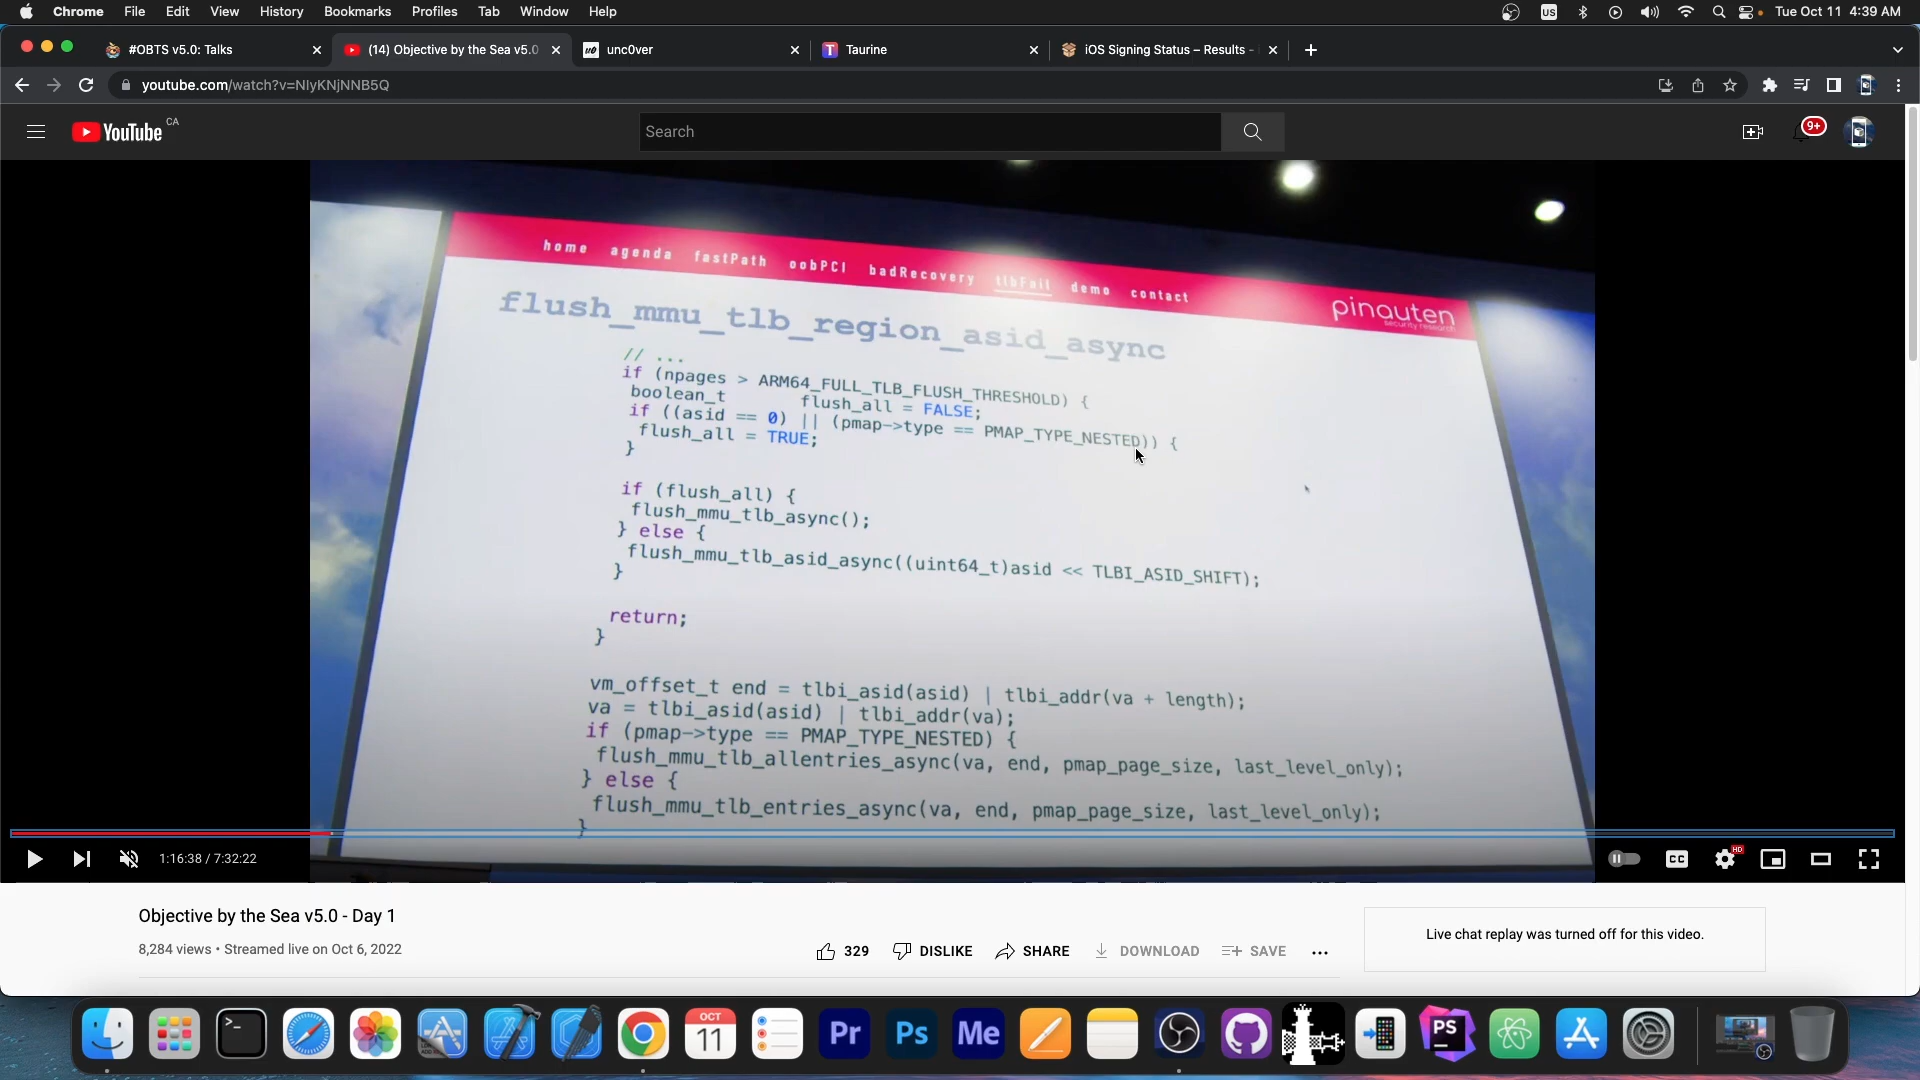 Chrome File Edit View History Bookmarks Profiles Tab Window Help US Tue Oct 11 4:39 AM
#OBTS v5.0: Talks (14) Objective by the Sea v5.0 unc0ver Taurine iOS Signing Status – Results -
youtube.com/watch?v=NlyKNjNNB5Q
YouTube CA Search 9+
home agenda fastPath oobPCI badRecovery tlbFail demo contact
pinauten
security research
flush_mmu_tlb_region_asid_async
// ...
if (npages > ARM64_FULL_TLB_FLUSH_THRESHOLD) {
boolean_t flush_all = FALSE;
if ((asid == 0) || (pmap->type == PMAP_TYPE_NESTED)) {
flush_all = TRUE;
}
if (flush_all) {
flush_mmu_tlb_async();
} else {
flush_mmu_tlb_asid_async((uint64_t)asid << TLBI_ASID_SHIFT);
}
return;
}
vm_offset_t end = tlbi_asid(asid) | tlbi_addr(va + length);
va = tlbi_asid(asid) | tlbi_addr(va);
if (pmap->type == PMAP_TYPE_NESTED) {
flush_mmu_tlb_allentries_async(va, end, pmap_page_size, last_level_only);
} else {
flush_mmu_tlb_entries_async(va, end, pmap_page_size, last_level_only);
}
1:16:38 / 7:32:22 CC HD
Objective by the Sea v5.0 - Day 1
8,284 views • Streamed live on Oct 6, 2022
329 DISLIKE SHARE DOWNLOAD SAVE ...
Live chat replay was turned off for this video.
OCT
11
Pr Ps Me PS